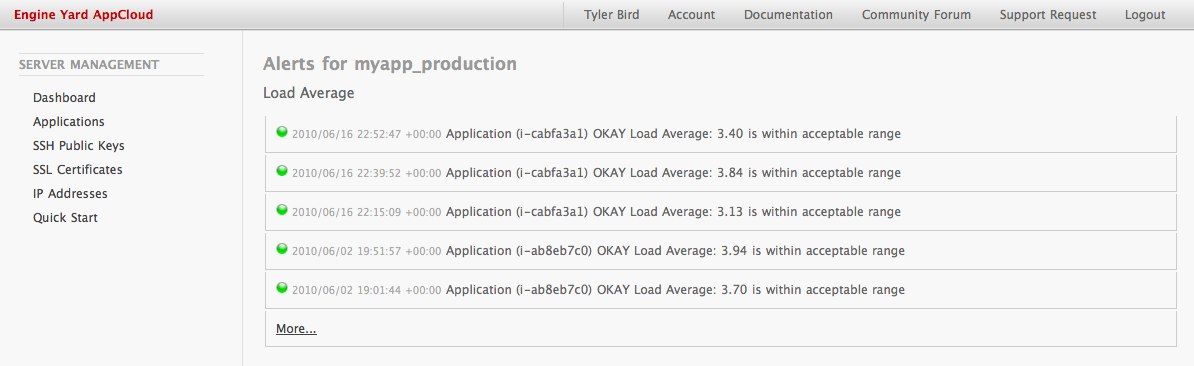 Engine Yard AppCloud Tyler Bird Account Documentation Community Forum Support Request Logout
SERVER MANAGEMENT
Dashboard
Applications
SSH Public Keys
SSL Certificates
IP Addresses
Quick Start
Alerts for myapp_production
Load Average
2010/06/16 22:52:47 +00:00 Application (i-cabfa3a1) OKAY Load Average: 3.40 is within acceptable range
2010/06/16 22:39:52 +00:00 Application (i-cabfa3a1) OKAY Load Average: 3.84 is within acceptable range
2010/06/16 22:15:09 +00:00 Application (i-cabfa3a1) OKAY Load Average: 3.13 is within acceptable range
2010/06/02 19:51:57 +00:00 Application (i-ab8eb7c0) OKAY Load Average: 3.94 is within acceptable range
2010/06/02 19:01:44 +00:00 Application (i-ab8eb7c0) OKAY Load Average: 3.70 is within acceptable range
More...